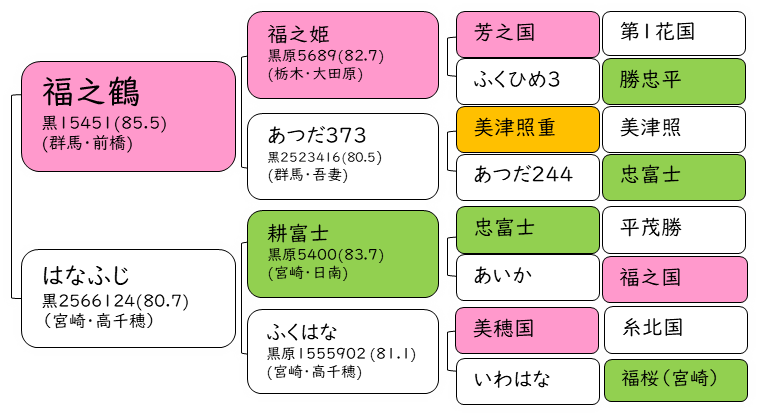 福之鶴
黒15451(85.5)
(群馬・前橋)
はなふじ
黒2566124(80.7)
(宮崎・高千穂)
福之姫
黒原5689(82.7)
(栃木・大田原)
あつだ373
黒2523416(80.5)
(群馬・吾妻)
耕富士
黒原5400(83.7)
(宮崎・日南)
ふくはな
黒原1555902(81.1)
(宮崎・高千穂)
芳之国
ふくひめ3
美津照重
あつだ244
忠富士
あいか
美穂国
いわはな
第1花国
勝忠平
美津照
忠富士
平茂勝
福之国
糸北国
福桜(宮崎)